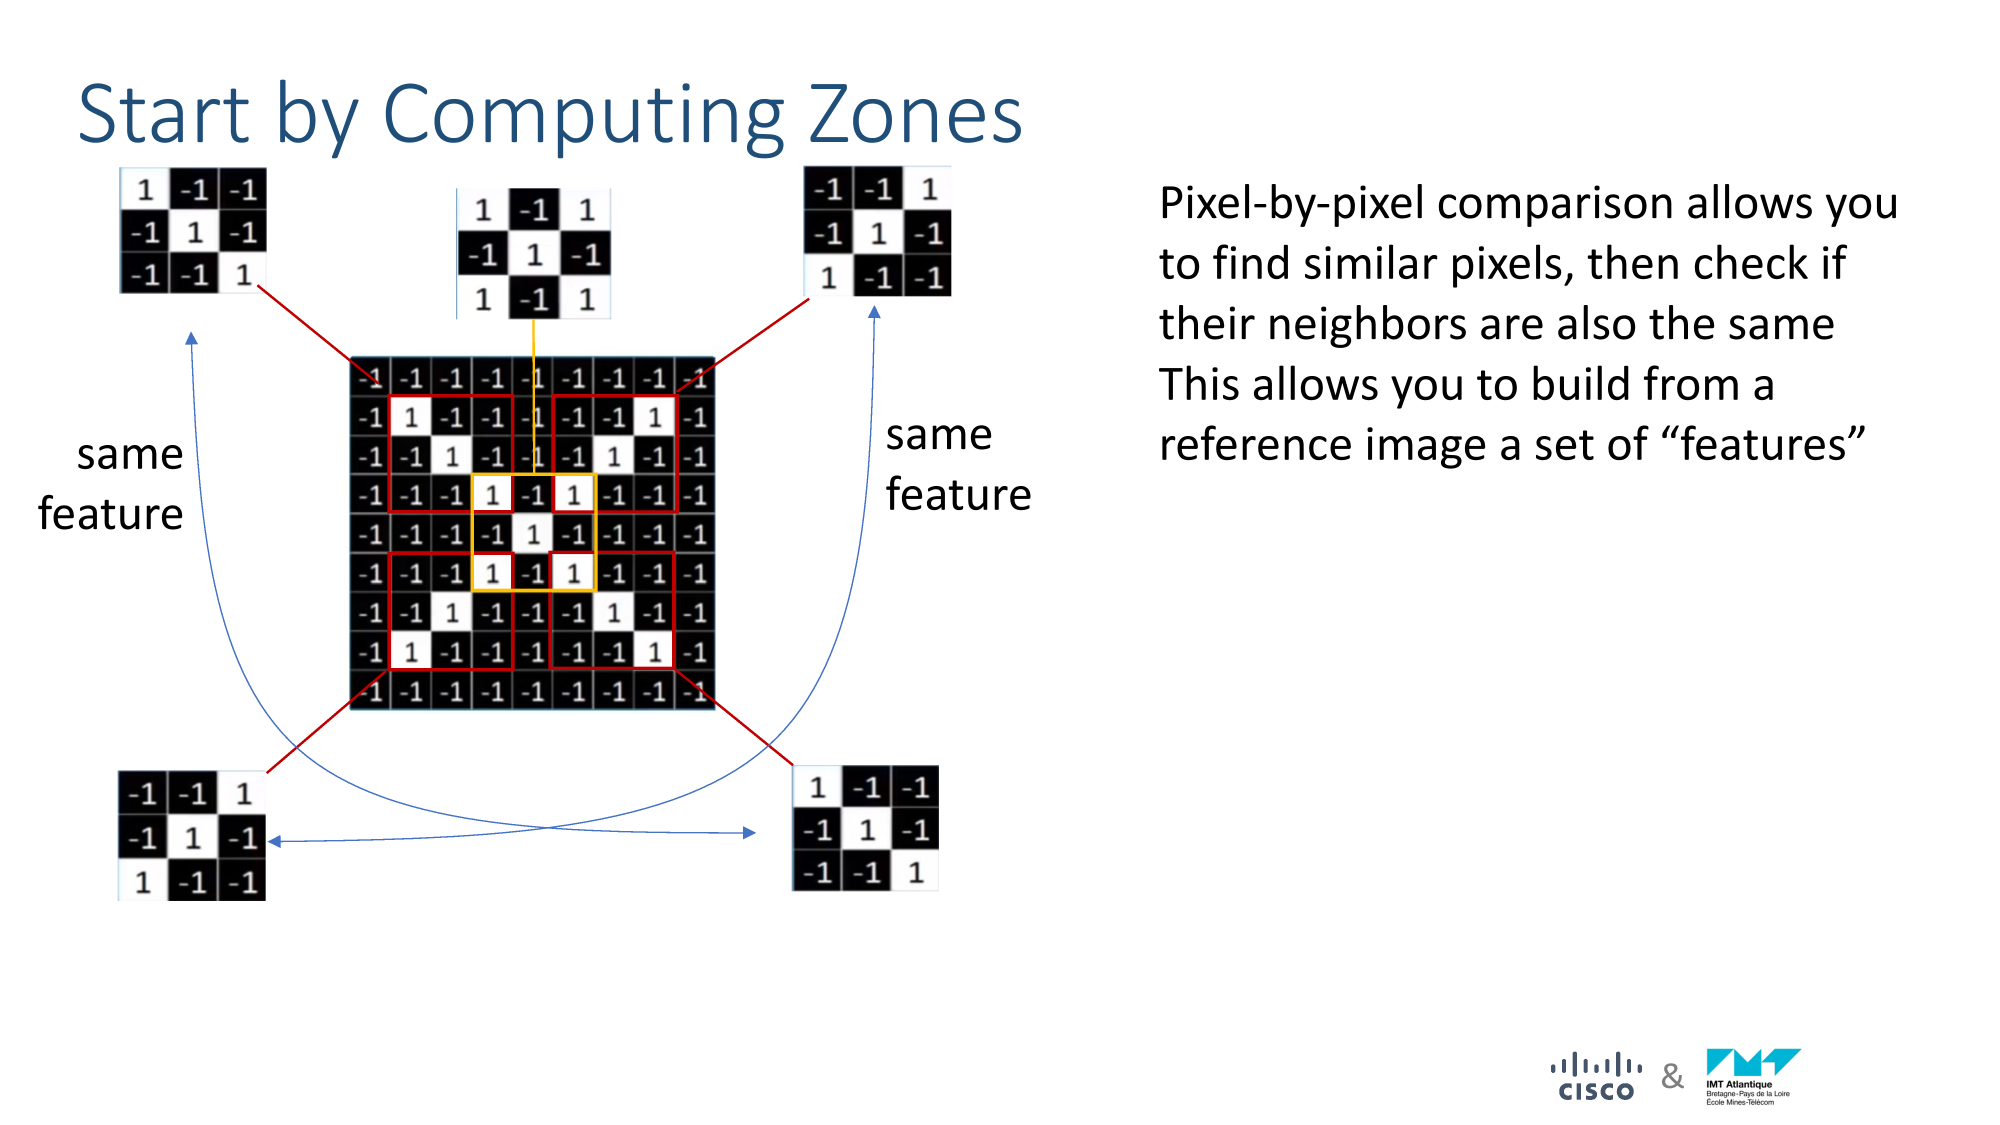 Start by Computing Zones
1 -1 -1
-1 1 -1
-1 -1 1
1 -1 1
-1 1 -1
1 -1 1
-1 -1 1
-1 1 -1
1 -1 -1
same
feature
-1 -1 -1 -1 -1 -1 -1 -1 -1
-1 1 -1 -1 -1 -1 -1 1 -1
-1 -1 1 -1 -1 -1 1 -1 -1
-1 -1 -1 1 -1 1 -1 -1 -1
-1 -1 -1 -1 1 -1 -1 -1 -1
-1 -1 -1 1 -1 1 -1 -1 -1
-1 -1 1 -1 -1 -1 1 -1 -1
-1 1 -1 -1 -1 -1 -1 1 -1
-1 -1 -1 -1 -1 -1 -1 -1 -1
same
feature
-1 -1 1
-1 1 -1
1 -1 -1
1 -1 -1
-1 1 -1
-1 -1 1
Pixel-by-pixel comparison allows you
to find similar pixels, then check if
their neighbors are also the same
This allows you to build from a
reference image a set of “features”
CISCO
&
IMT Atlantique
Bretagne-Pays de la Loire
École Mines-Télécom